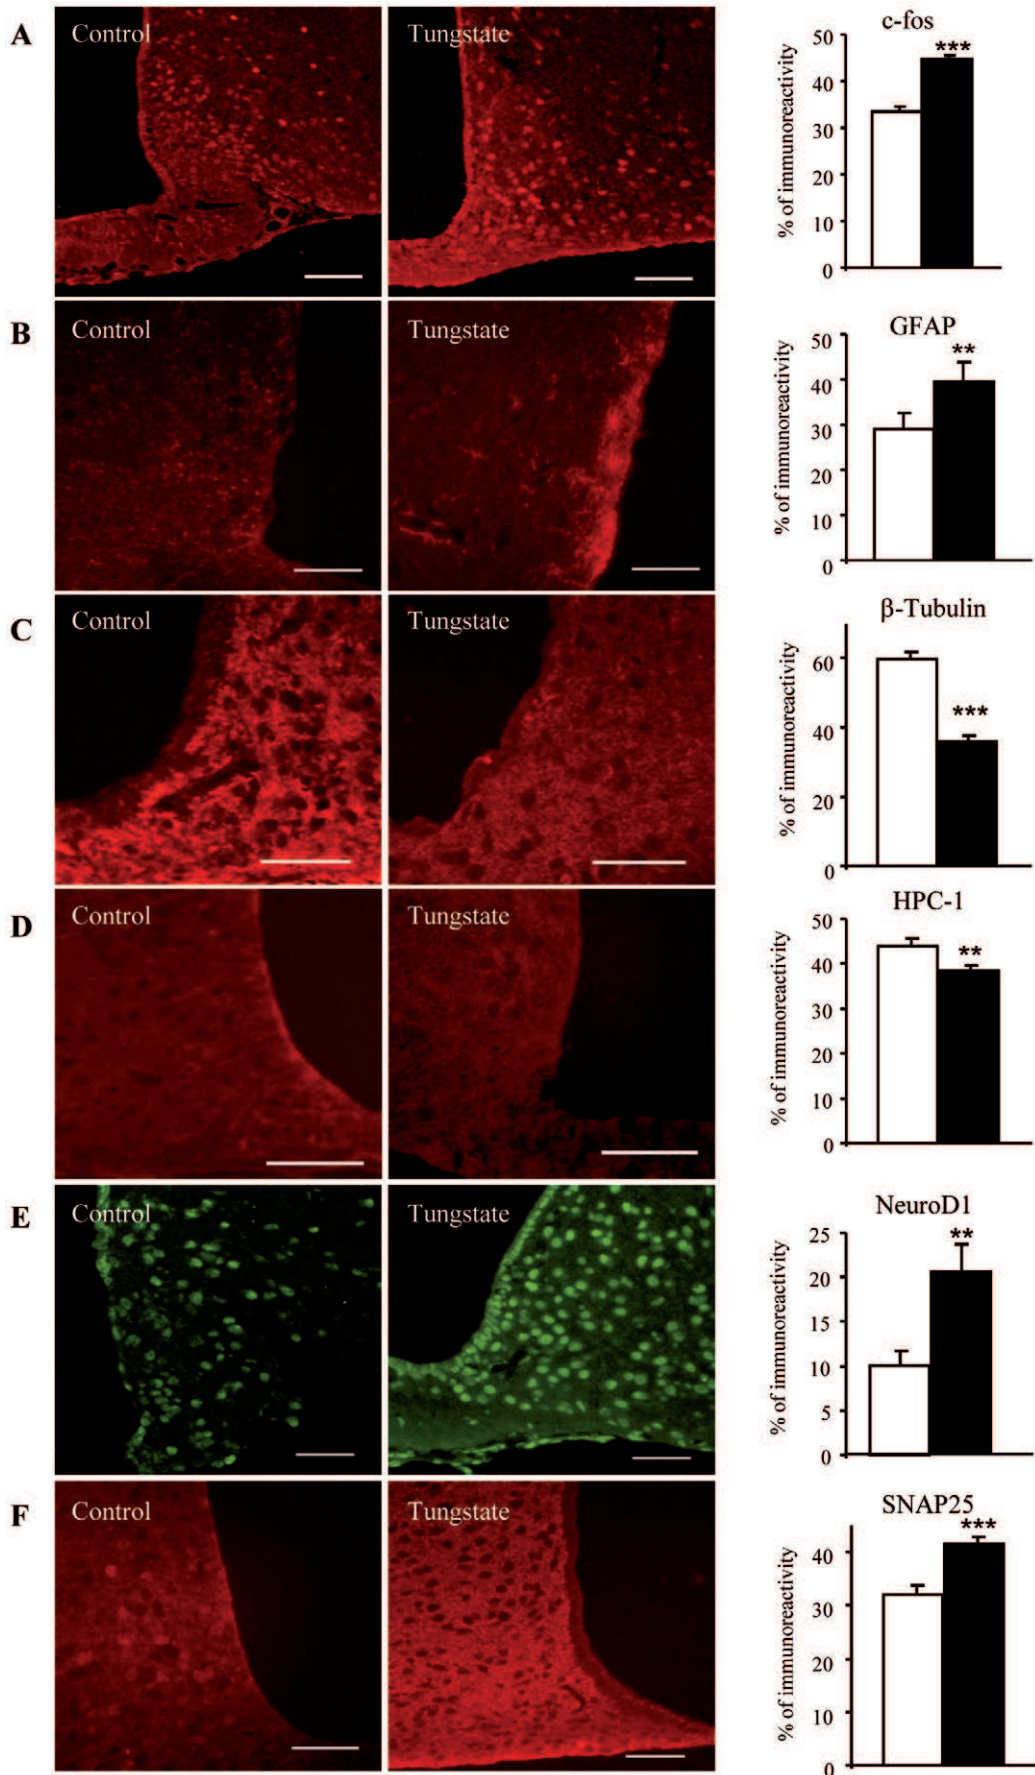 A
Control
Tungstate
c-fos
***
% of immunoreactivity
50
40
30
20
10
0
B
Control
Tungstate
GFAP
**
% of immunoreactivity
50
40
30
20
10
0
C
Control
Tungstate
β-Tubulin
***
% of immunoreactivity
60
40
20
0
D
Control
Tungstate
HPC-1
**
% of immunoreactivity
50
40
30
20
10
0
E
Control
Tungstate
NeuroD1
**
% of immunoreactivity
25
20
15
10
5
0
F
Control
Tungstate
SNAP25
***
% of immunoreactivity
40
30
20
10
0